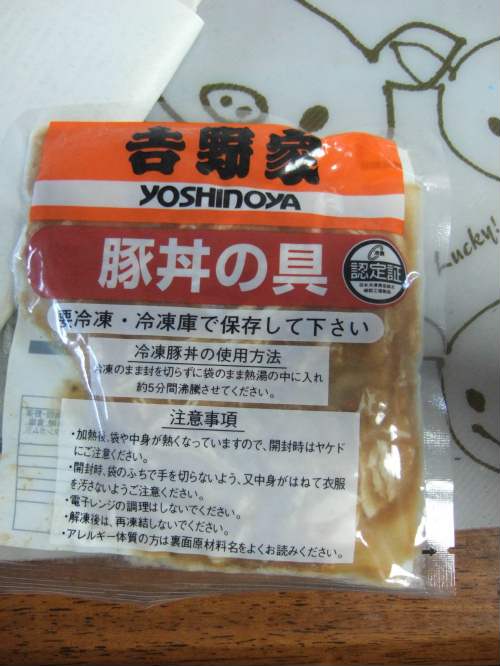 吉野家
YOSHINOYA
豚丼の具
認定証
要冷凍・冷凍庫で保存して下さい
冷凍豚丼の使用方法
冷凍のまま封を切らずに袋のまま熱湯の中に入れ
約5分間沸騰させてください。
注意事項
・加熱後、袋や中身が熱くなっていますので、開封時はヤケド
にご注意ください。
・開封時、袋のふちで手を切らないよう、又中身がはねて衣服
を汚さないようご注意ください。
・電子レンジの調理はしないでください。
・解凍後は、再凍結しないでください。
・アレルギー体質の方は裏面原材料名をよくお読みください。
Lucky!